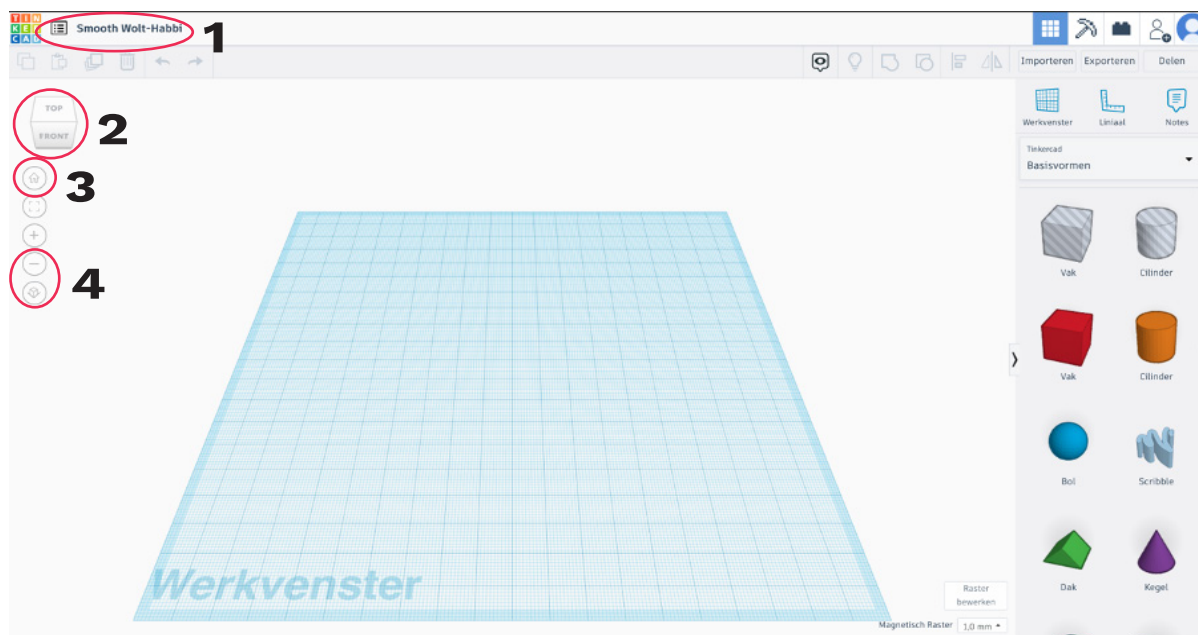 TIN
KER
CAD
Smooth Wolt-Habbi
1
Importeren Exporteren Delen
TOP
FRONT
2
3
4
Werkvenster Liniaal Notes
Tinkercad
Basisvormen
Vak Cilinder
Vak Cilinder
Bol Scribble
Dak Kegel
Werkvenster
Raster
bewerken
Magnetisch Raster 1,0 mm